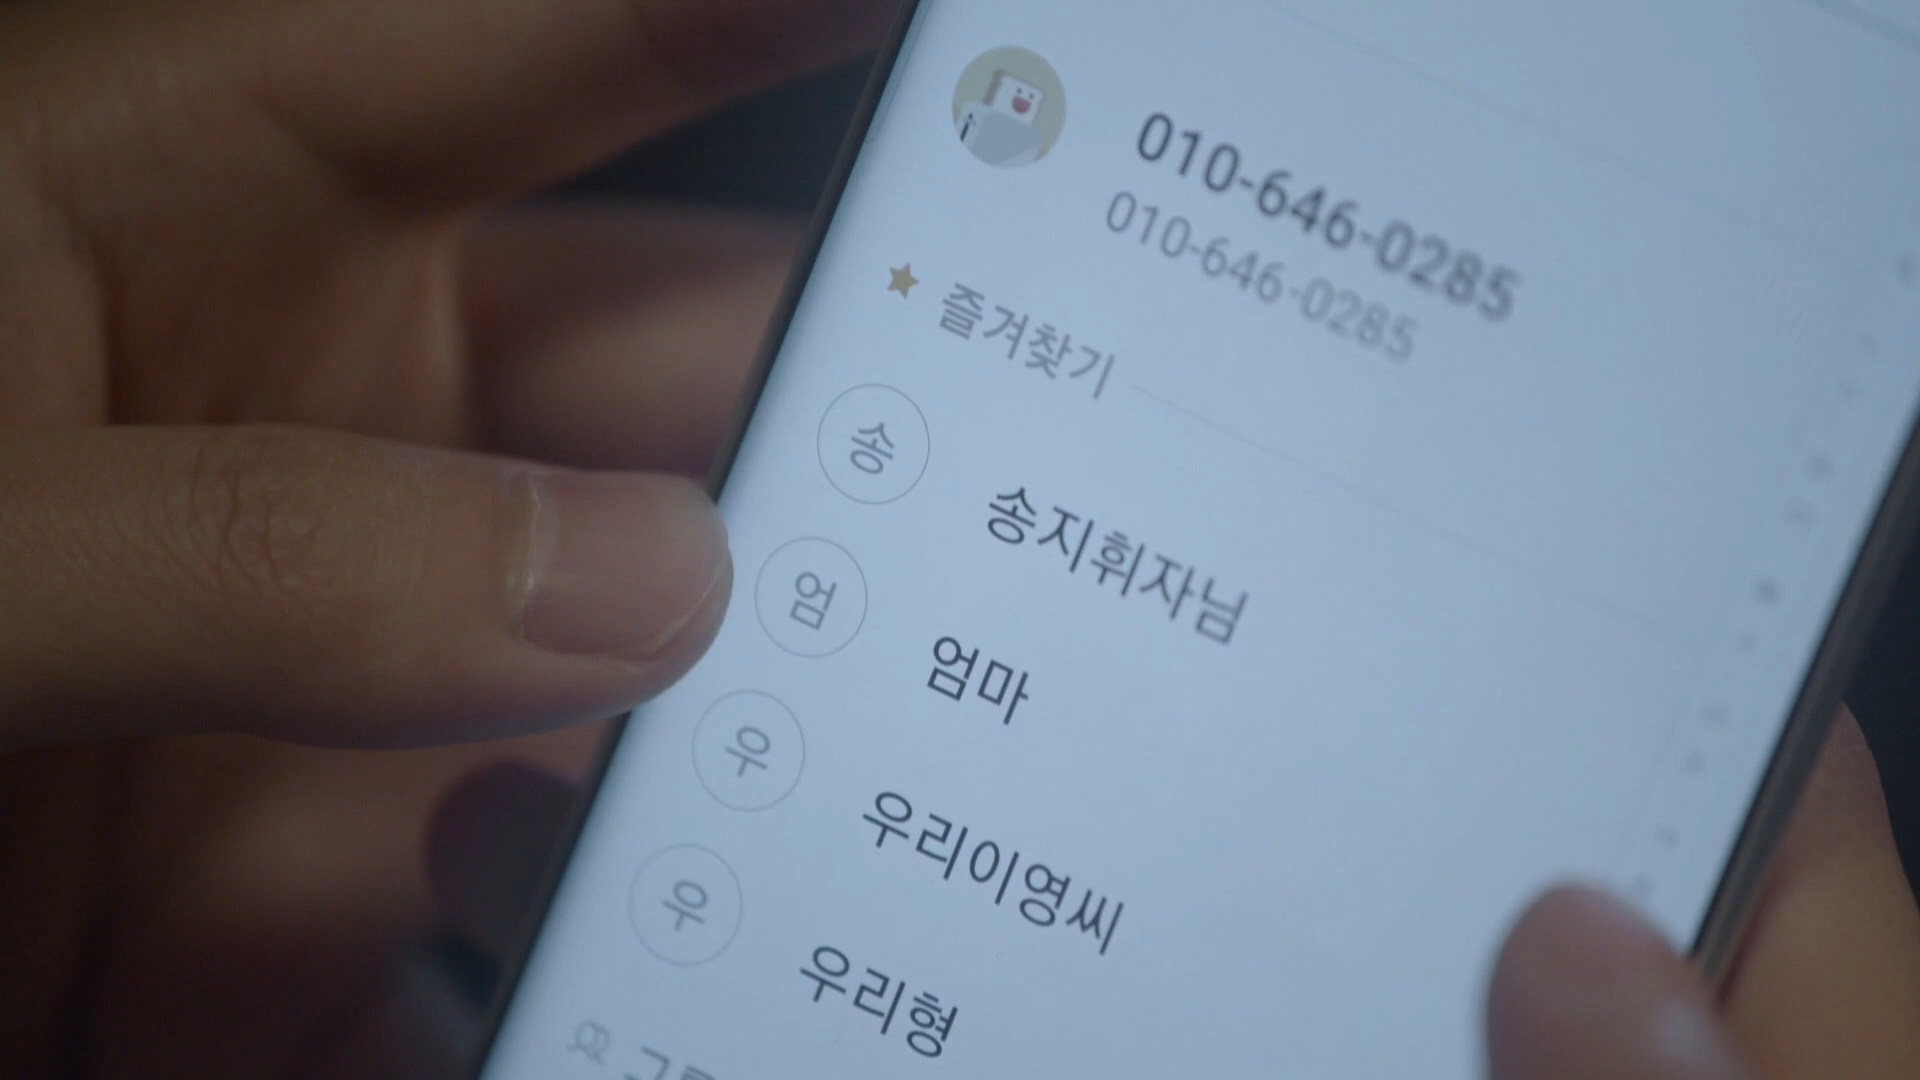 010-646-0285
010-646-0285
즐겨찾기
송 송지휘자님
엄 엄마
우 우리이영씨
우 우리형